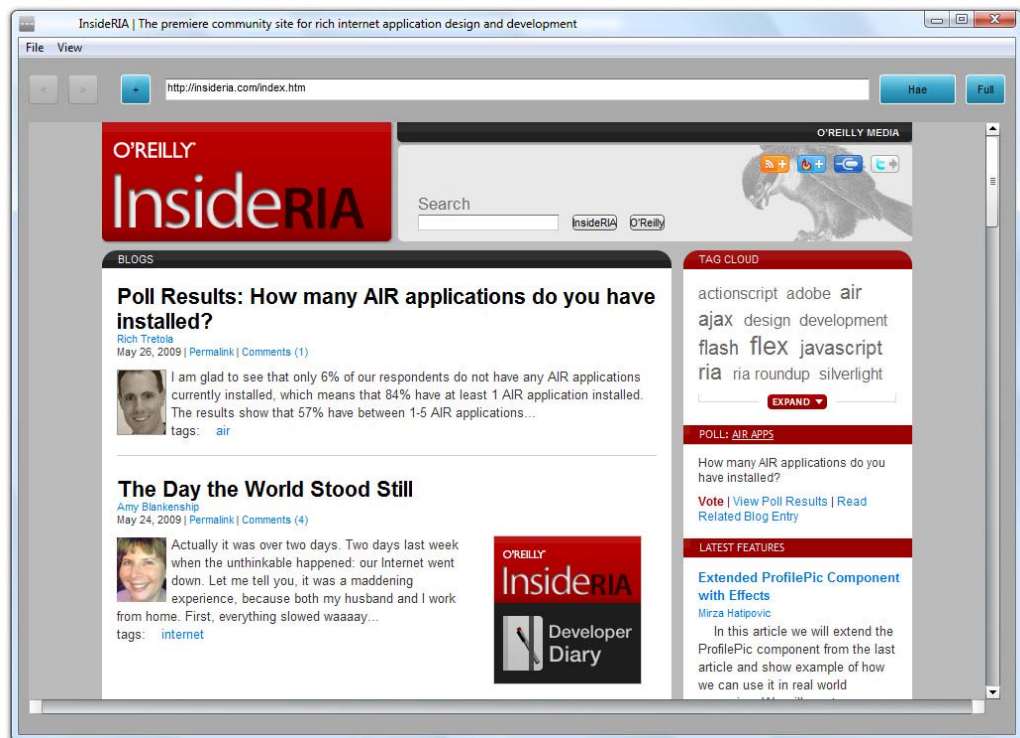 InsideRIA | The premiere community site for rich internet application design and development
File View
< > + http://insideria.com/index.htm Hae Full
O'REILLY MEDIA
O'REILLY
InsideRIA
Search
InsideRIA O'Reilly
BLOGS
Poll Results: How many AIR applications do you have
installed?
Rich Tretola
May 26, 2009 | Permalink | Comments (1)
I am glad to see that only 6% of our respondents do not have any AIR applications
currently installed, which means that 84% have at least 1 AIR application installed.
The results show that 57% have between 1-5 AIR applications...
tags: air
The Day the World Stood Still
Amy Blankenship
May 24, 2009 | Permalink | Comments (4)
Actually it was over two days. Two days last week
when the unthinkable happened: our Internet went
down. Let me tell you, it was a maddening
experience, because both my husband and I work
from home. First, everything slowed waaaay...
tags: internet
O'REILLY
InsideRIA
Developer
Diary
TAG CLOUD
actionscript adobe air
ajax design development
flash flex javascript
ria ria roundup silverlight
EXPAND
POLL: AIR APPS
How many AIR applications do you
have installed?
Vote | View Poll Results | Read
Related Blog Entry
LATEST FEATURES
Extended ProfilePic Component
with Effects
Mirza Hatipovic
In this article we will extend the
ProfilePic component from the last
article and show example of how
we can use it in real world